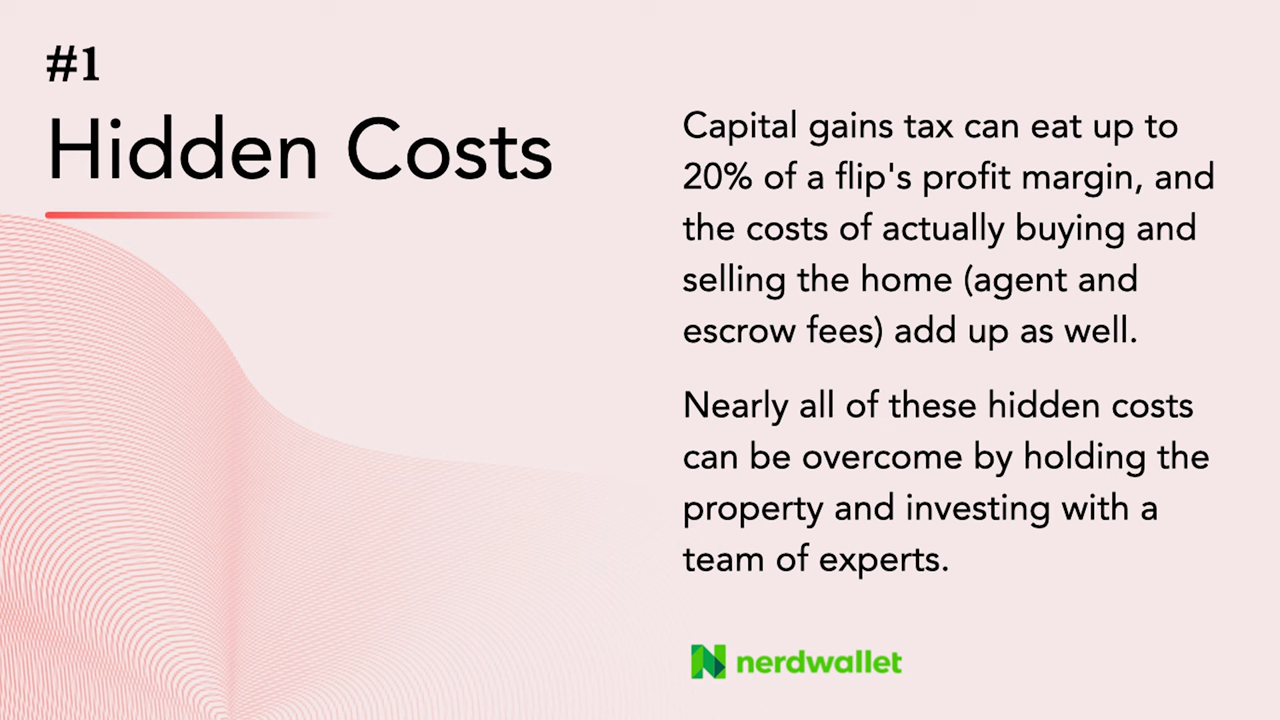 #1
Hidden Costs
Capital gains tax can eat up to
20% of a flip's profit margin, and
the costs of actually buying and
selling the home (agent and
escrow fees) add up as well.
Nearly all of these hidden costs
can be overcome by holding the
property and investing with a
team of experts.
nerdwallet